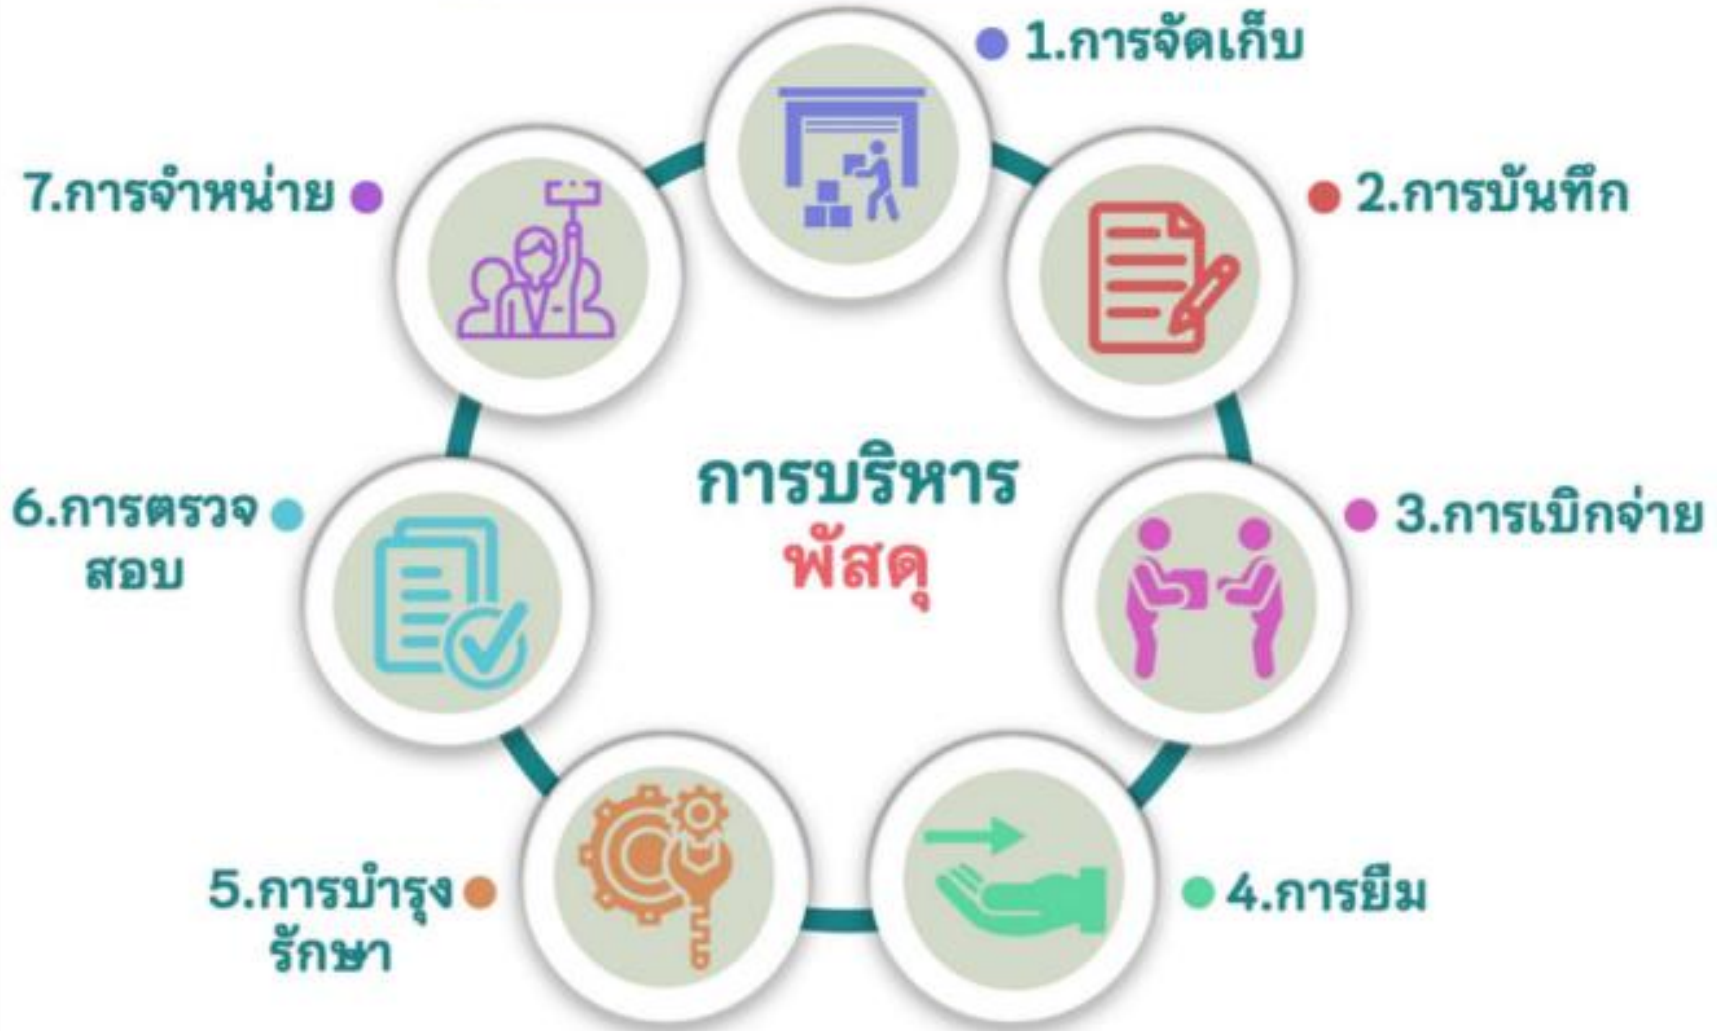 1.การจัดเก็บ
2.การบันทึก
3.การเบิกจ่าย
4.การยืม
5.การบำรุง
รักษา
6.การตรวจ
สอบ
7.การจำหน่าย
การบริหาร
พัสดุ